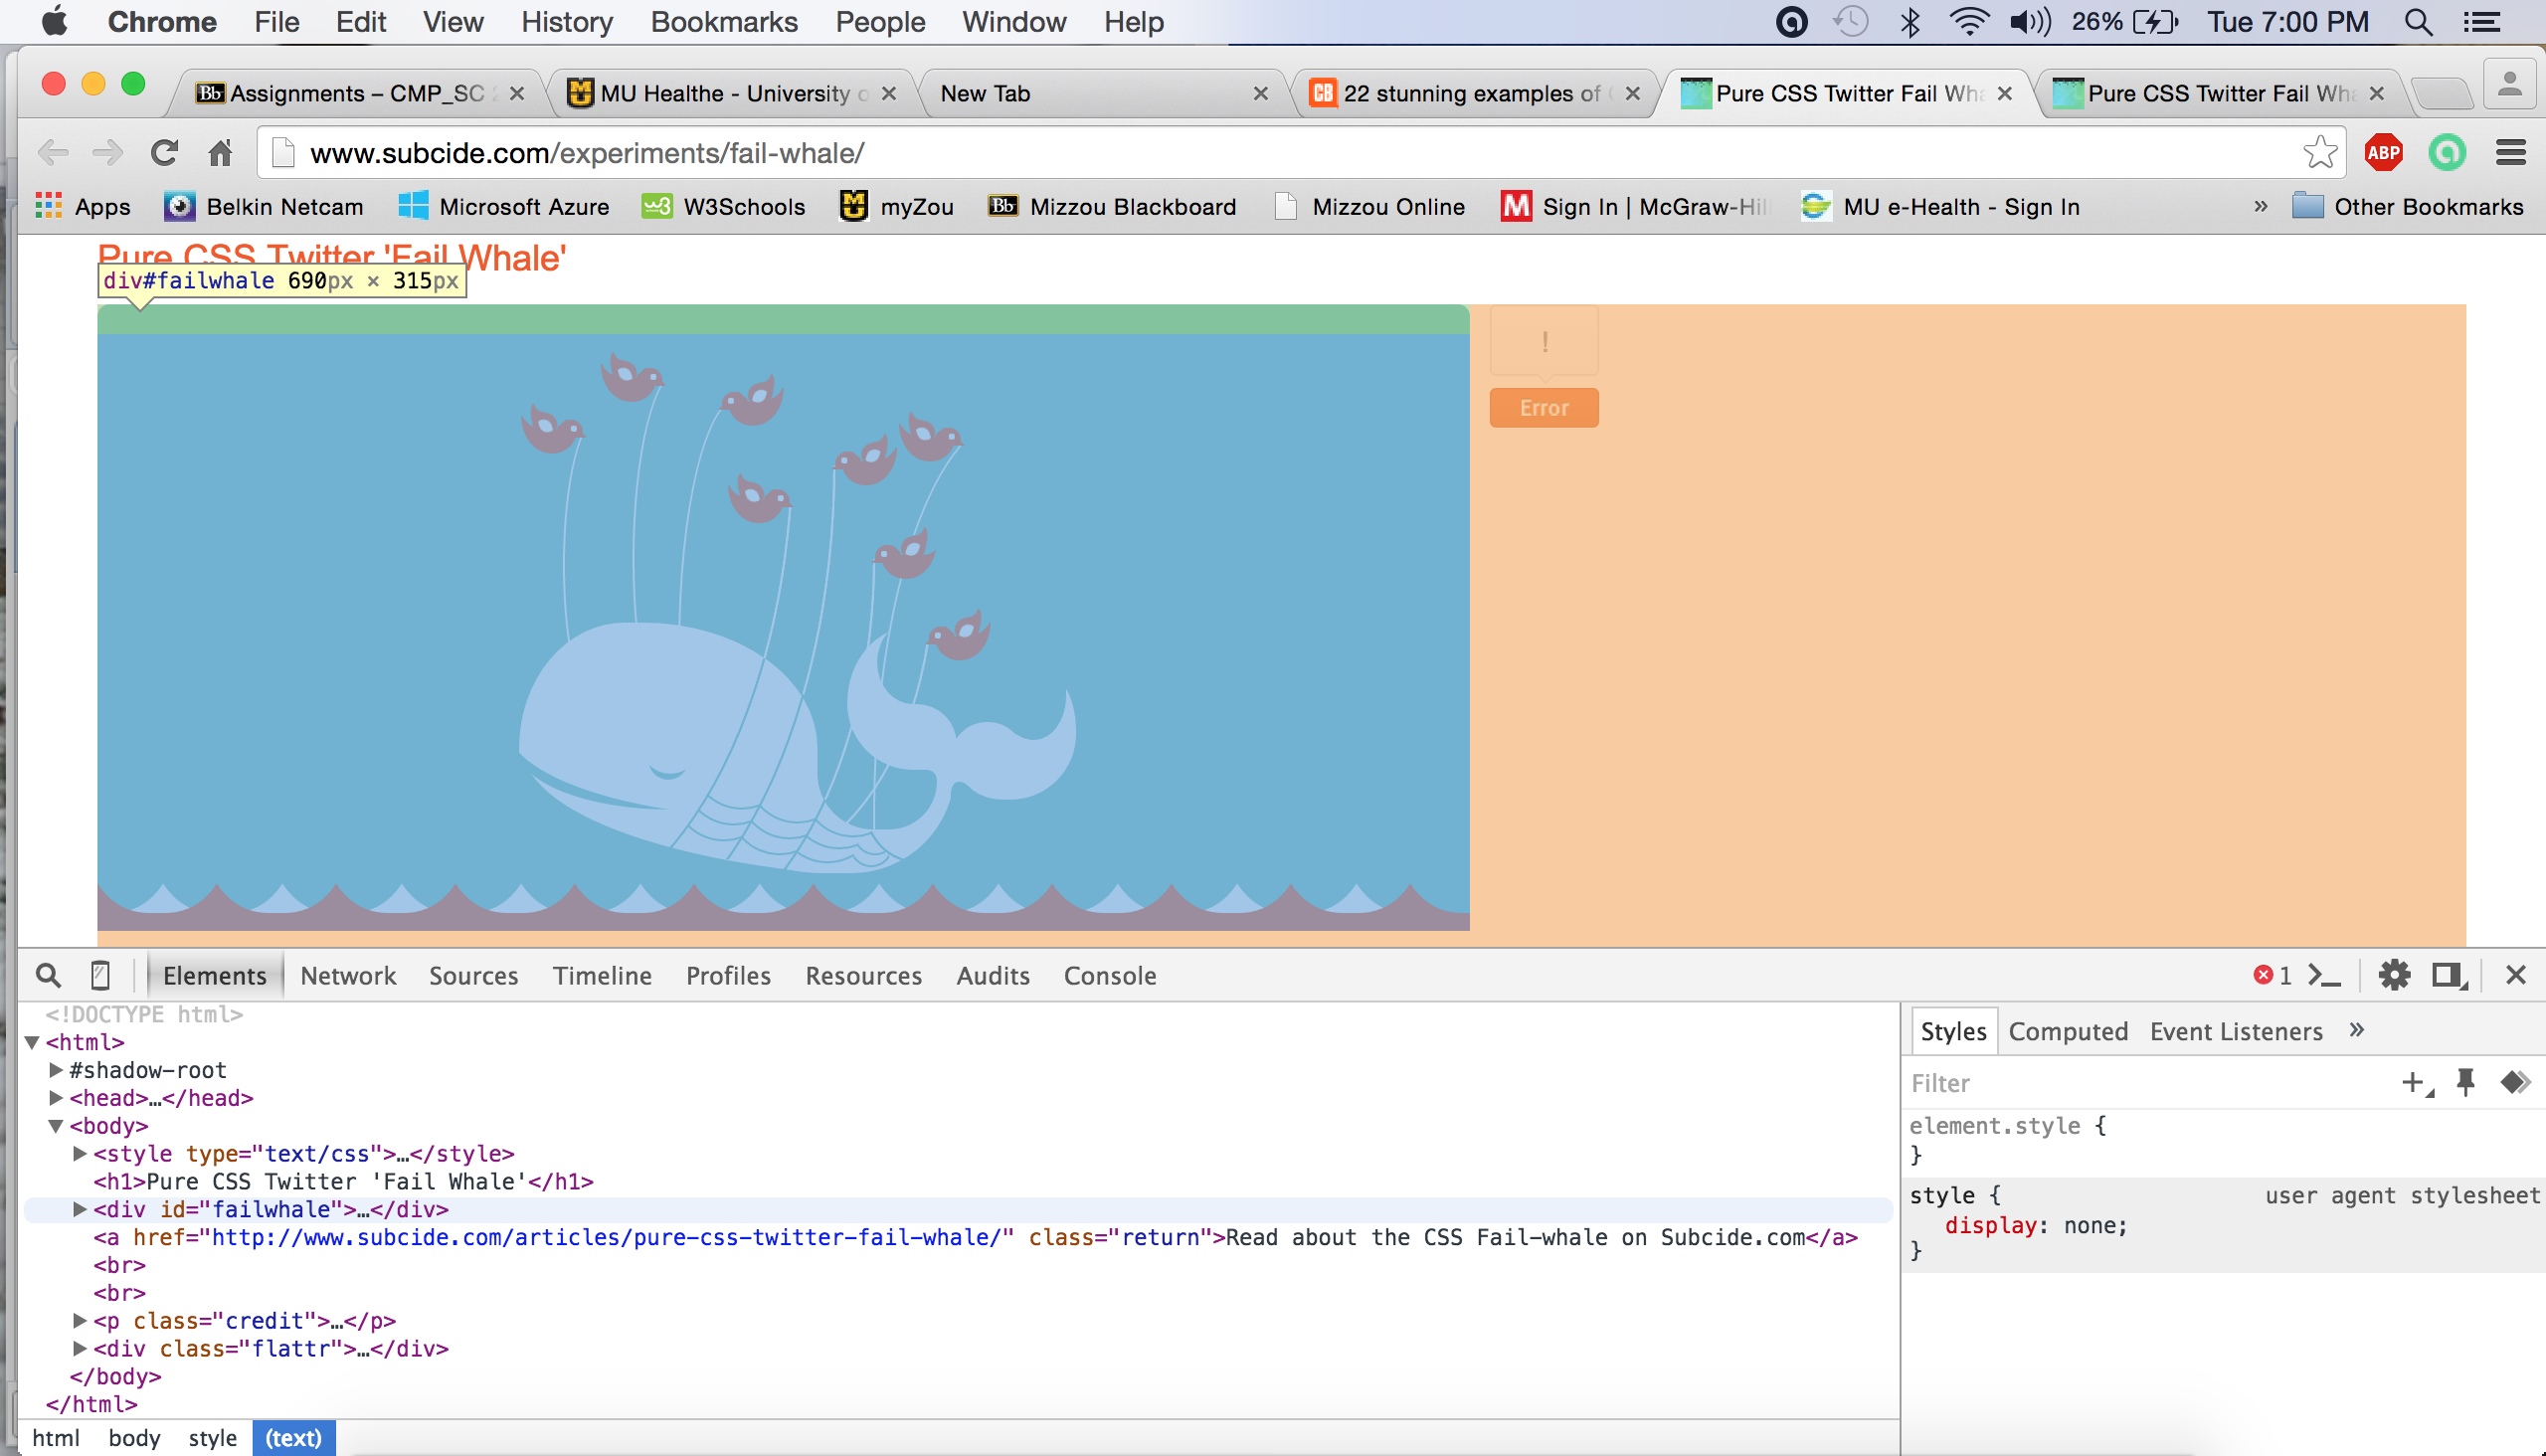 Chrome File Edit View History Bookmarks People Window Help 26% Tue 7:00 PM
Bb Assignments – CMP_SC MU Healthe - University New Tab CB 22 stunning examples of Pure CSS Twitter Fail Wha Pure CSS Twitter Fail Wha
www.subcide.com/experiments/fail-whale/ ABP
Apps Belkin Netcam Microsoft Azure w3 W3Schools myZou Bb Mizzou Blackboard Mizzou Online M Sign In | McGraw-Hill MU e-Health - Sign In » Other Bookmarks
Pure CSS Twitter 'Fail Whale'
div#failwhale 690px × 315px
!
Error
Elements Network Sources Timeline Profiles Resources Audits Console 1
<!DOCTYPE html>
<html>
#shadow-root
<head>…</head>
<body>
<style type="text/css">…</style>
<h1>Pure CSS Twitter 'Fail Whale'</h1>
<div id="failwhale">…</div>
<a href="http://www.subcide.com/articles/pure-css-twitter-fail-whale/" class="return">Read about the CSS Fail-whale on Subcide.com</a>
<br>
<br>
<p class="credit">…</p>
<div class="flattr">…</div>
</body>
</html>
html body style (text)
Styles Computed Event Listeners »
Filter
element.style {
}
style { user agent stylesheet
display: none;
}